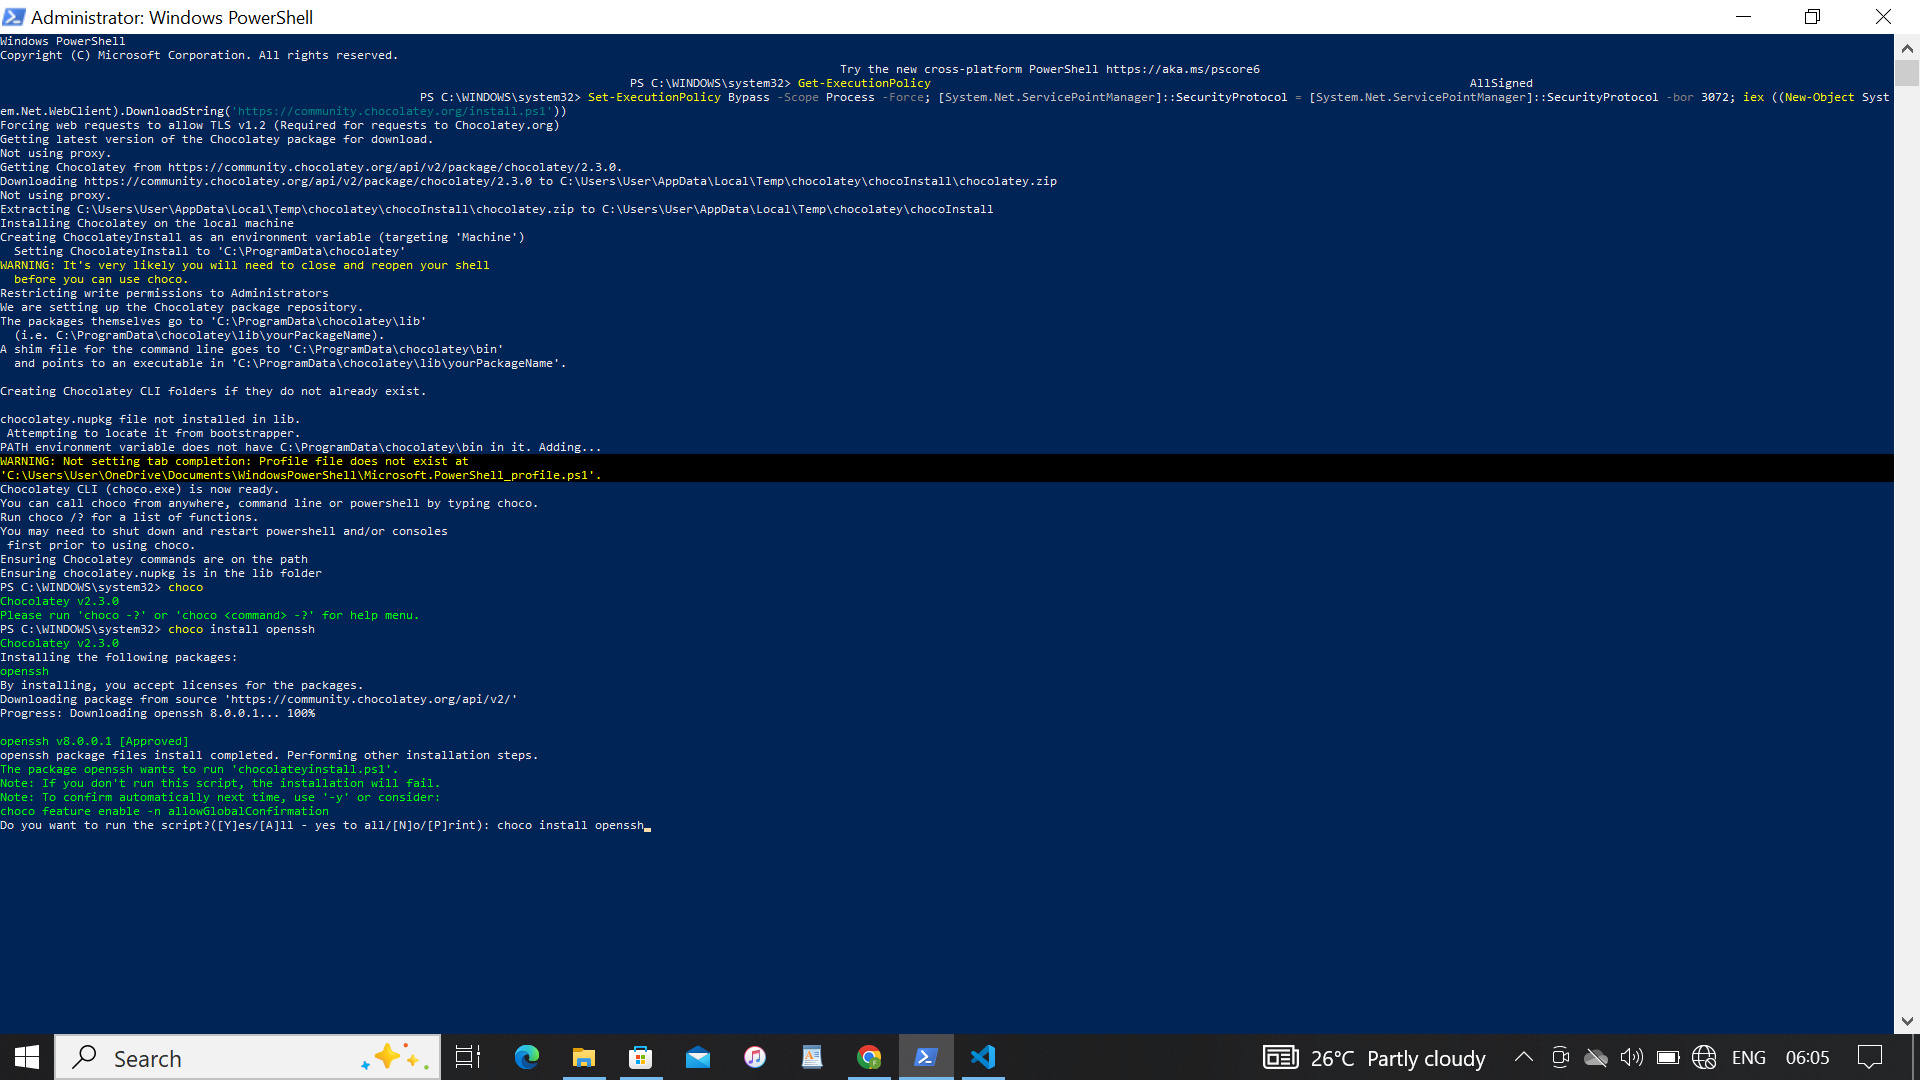 Administrator: Windows PowerShell
Windows PowerShell
Copyright (C) Microsoft Corporation. All rights reserved.
Try the new cross-platform PowerShell https://aka.ms/pscore6
PS C:\WINDOWS\system32> Get-ExecutionPolicy AllSigned
PS C:\WINDOWS\system32> Set-ExecutionPolicy Bypass -Scope Process -Force; [System.Net.ServicePointManager]::SecurityProtocol = [System.Net.ServicePointManager]::SecurityProtocol -bor 3072; iex ((New-Object Syst
em.Net.WebClient).DownloadString('https://community.chocolatey.org/install.ps1'))
Forcing web requests to allow TLS v1.2 (Required for requests to Chocolatey.org)
Getting latest version of the Chocolatey package for download.
Not using proxy.
Getting Chocolatey from https://community.chocolatey.org/api/v2/package/chocolatey/2.3.0.
Downloading https://community.chocolatey.org/api/v2/package/chocolatey/2.3.0 to C:\Users\User\AppData\Local\Temp\chocolatey\chocoInstall\chocolatey.zip
Not using proxy.
Extracting C:\Users\User\AppData\Local\Temp\chocolatey\chocoInstall\chocolatey.zip to C:\Users\User\AppData\Local\Temp\chocolatey\chocoInstall
Installing Chocolatey on the local machine
Creating ChocolateyInstall as an environment variable (targeting 'Machine')
  Setting ChocolateyInstall to 'C:\ProgramData\chocolatey'
WARNING: It's very likely you will need to close and reopen your shell
  before you can use choco.
Restricting write permissions to Administrators
We are setting up the Chocolatey package repository.
The packages themselves go to 'C:\ProgramData\chocolatey\lib'
  (i.e. C:\ProgramData\chocolatey\lib\yourPackageName).
A shim file for the command line goes to 'C:\ProgramData\chocolatey\bin'
  and points to an executable in 'C:\ProgramData\chocolatey\lib\yourPackageName'.
Creating Chocolatey CLI folders if they do not already exist.
chocolatey.nupkg file not installed in lib.
 Attempting to locate it from bootstrapper.
PATH environment variable does not have C:\ProgramData\chocolatey\bin in it. Adding...
WARNING: Not setting tab completion: Profile file does not exist at
'C:\Users\User\OneDrive\Documents\WindowsPowerShell\Microsoft.PowerShell_profile.ps1'.
Chocolatey CLI (choco.exe) is now ready.
You can call choco from anywhere, command line or powershell by typing choco.
Run choco /? for a list of functions.
You may need to shut down and restart powershell and/or consoles
 first prior to using choco.
Ensuring Chocolatey commands are on the path
Ensuring chocolatey.nupkg is in the lib folder
PS C:\WINDOWS\system32> choco
Chocolatey v2.3.0
Please run 'choco -?' or 'choco <command> -?' for help menu.
PS C:\WINDOWS\system32> choco install openssh
Chocolatey v2.3.0
Installing the following packages:
openssh
By installing, you accept licenses for the packages.
Downloading package from source 'https://community.chocolatey.org/api/v2/'
Progress: Downloading openssh 8.0.0.1... 100%
openssh v8.0.0.1 [Approved]
openssh package files install completed. Performing other installation steps.
The package openssh wants to run 'chocolateyinstall.ps1'.
Note: If you don't run this script, the installation will fail.
Note: To confirm automatically next time, use '-y' or consider:
choco feature enable -n allowGlobalConfirmation
Do you want to run the script?([Y]es/[A]ll - yes to all/[N]o/[P]rint): choco install openssh
Search
26°C Partly cloudy
ENG
06:05